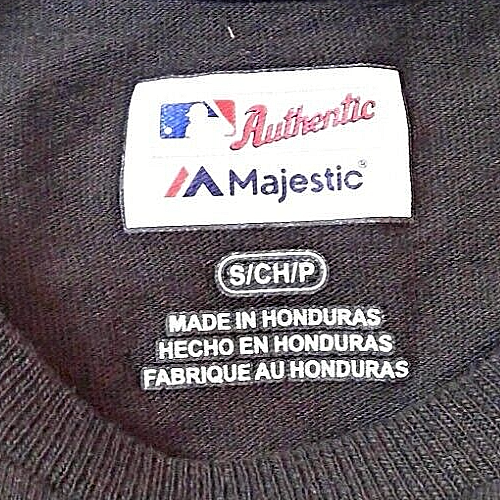 Authentic
Majestic®
S/CH/P
MADE IN HONDURAS
HECHO EN HONDURAS
FABRIQUE AU HONDURAS